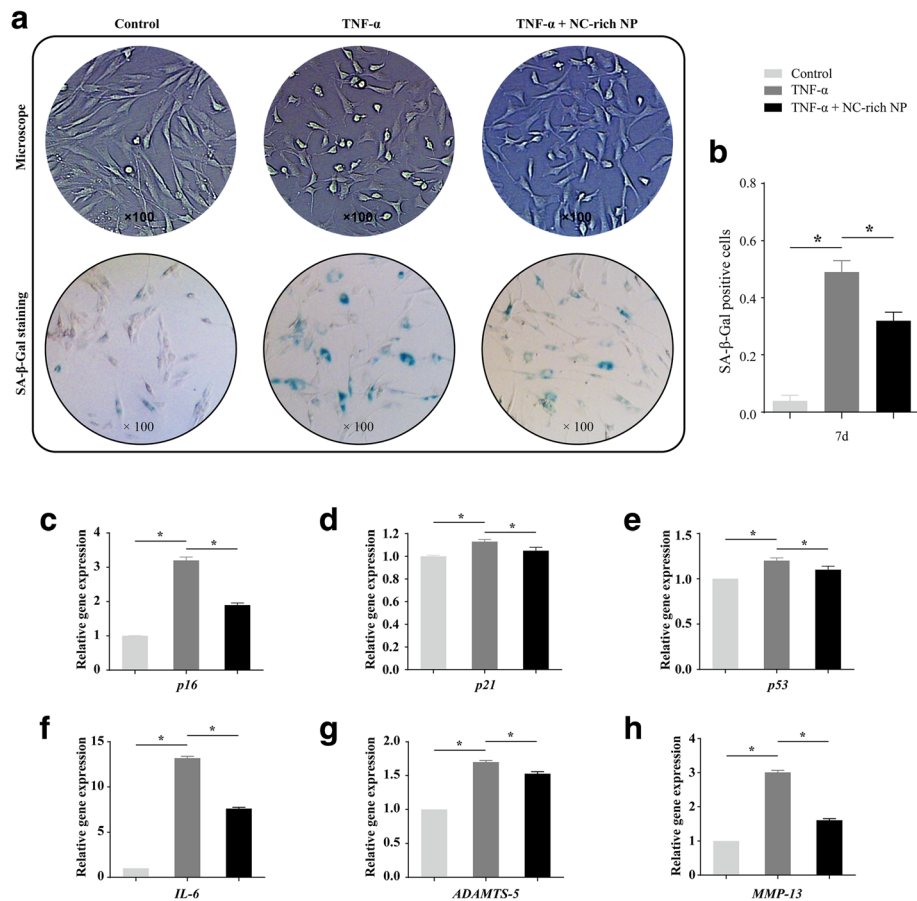 a
Control TNF-α TNF-α + NC-rich NP
Microscope
×100 ×100 ×100
SA-β-Gal staining
× 100 × 100 × 100
Control
TNF-α
TNF-α + NC-rich NP
b
SA-β-Gal positive cells
0.8
0.6
0.4
0.2
0.0
* *
7d
c
Relative gene expression
4
3
2
1
0
* *
p16
d
Relative gene expression
1.2
1.0
0.8
0.6
0.4
0.2
0.0
* *
p21
e
Relative gene expression
1.5
1.0
0.5
0.0
* *
p53
f
Relative gene expression
15
10
5
0
* *
IL-6
g
Relative gene expression
2.0
1.5
1.0
0.5
0.0
* *
ADAMTS-5
h
Relative gene expression
4
3
2
1
0
* *
MMP-13